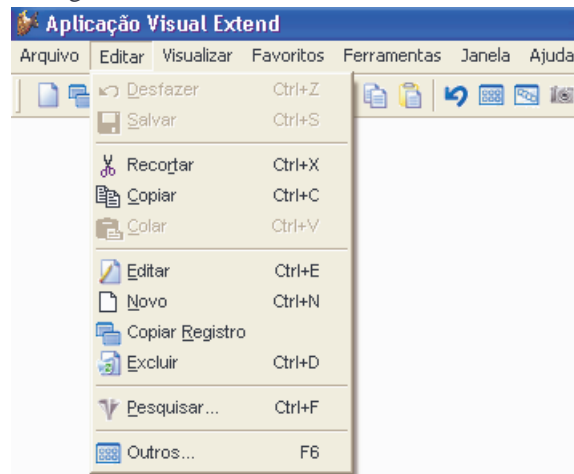 Aplicação Visual Extend
Arquivo Editar Visualizar Favoritos Ferramentas Janela Ajuda
Desfazer Ctrl+Z
Salvar Ctrl+S
Recortar Ctrl+X
Copiar Ctrl+C
Colar Ctrl+V
Editar Ctrl+E
Novo Ctrl+N
Copiar Registro
Excluir Ctrl+D
Pesquisar... Ctrl+F
Outros... F6